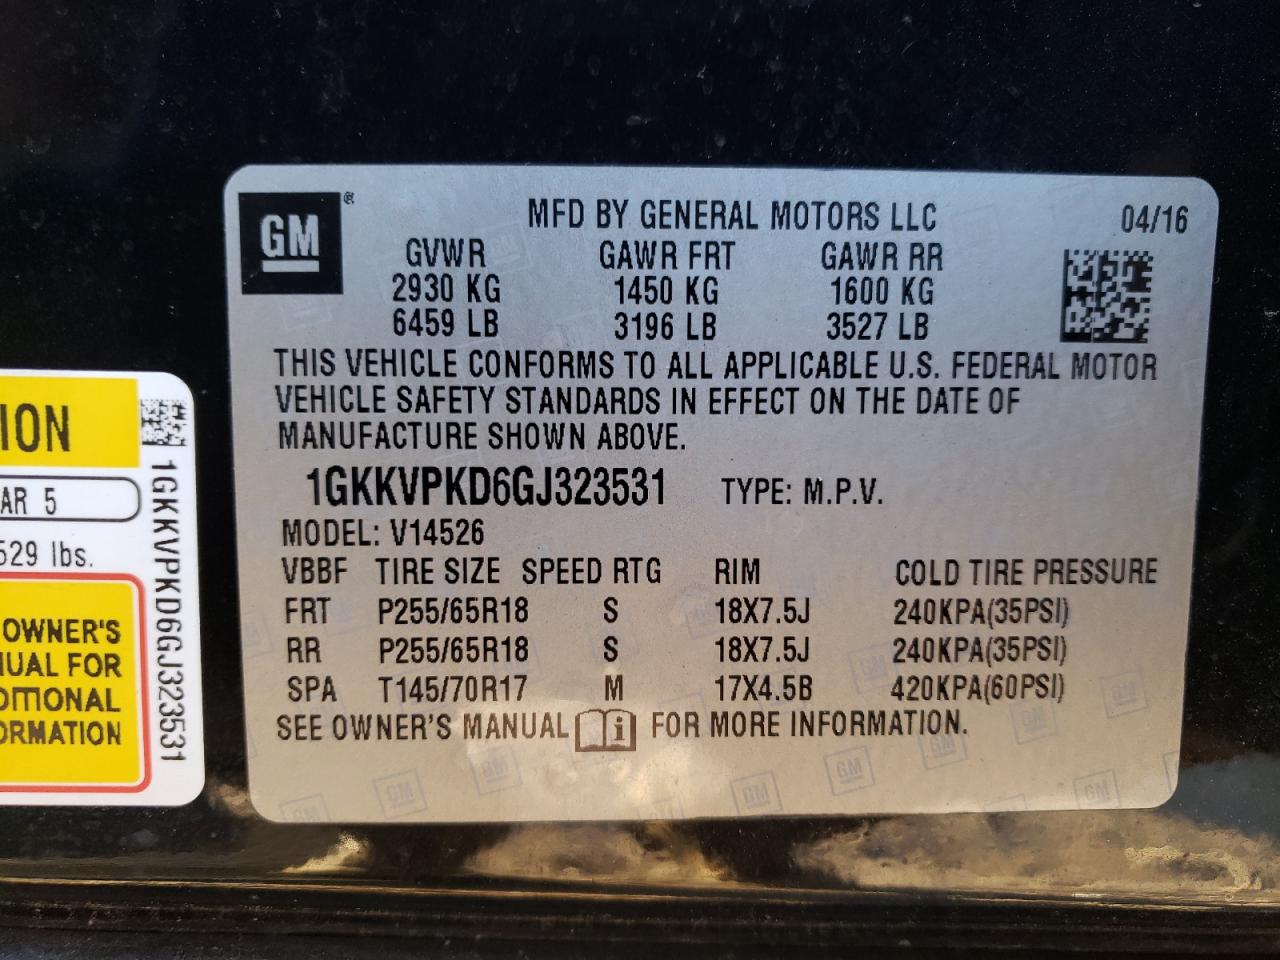 GM®
MFD BY GENERAL MOTORS LLC
04/16
GVWR GAWR FRT GAWR RR
2930 KG 1450 KG 1600 KG
6459 LB 3196 LB 3527 LB
THIS VEHICLE CONFORMS TO ALL APPLICABLE U.S. FEDERAL MOTOR
VEHICLE SAFETY STANDARDS IN EFFECT ON THE DATE OF
MANUFACTURE SHOWN ABOVE.
1GKKVPKD6GJ323531 TYPE: M.P.V.
MODEL: V14526
VBBF TIRE SIZE SPEED RTG RIM COLD TIRE PRESSURE
FRT P255/65R18 S 18X7.5J 240KPA(35PSI)
RR P255/65R18 S 18X7.5J 240KPA(35PSI)
SPA T145/70R17 M 17X4.5B 420KPA(60PSI)
SEE OWNER'S MANUAL FOR MORE INFORMATION.
ION
AR 5
529 lbs.
OWNER'S
NUAL FOR
DITIONAL
ORMATION
1GKKVPKD6GJ323531